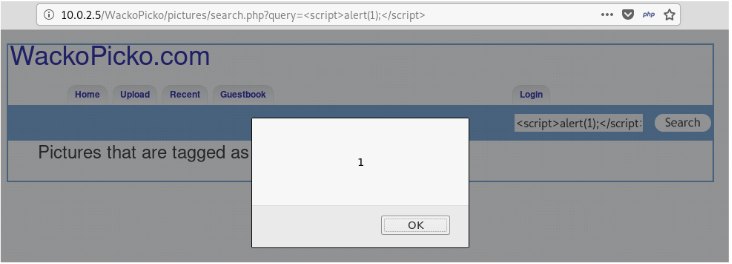 10.0.2.5/WackoPicko/pictures/search.php?query=<script>alert(1);</script> php
WackoPicko.com
Home Upload Recent Guestbook Login
<script>alert(1);</script: Search
Pictures that are tagged as
1
OK